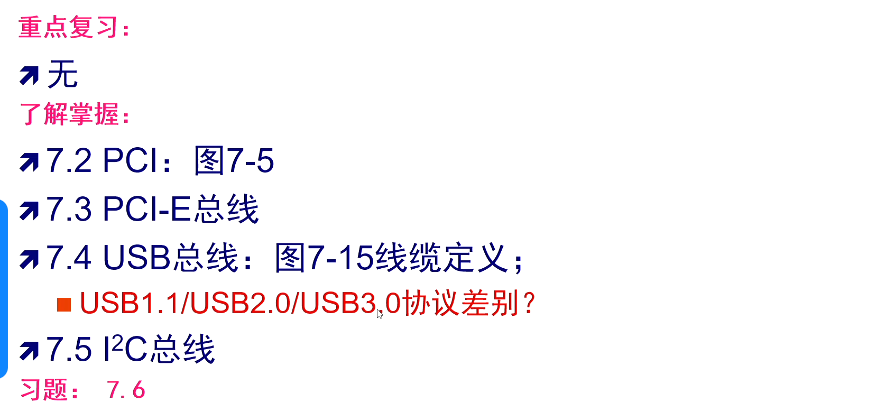 重点复习：
无
了解掌握：
7.2 PCI：图7-5
7.3 PCI-E总线
7.4 USB总线：图7-15线缆定义；
USB1.1/USB2.0/USB3.0协议差别？
7.5 I²C总线
习题： 7.6